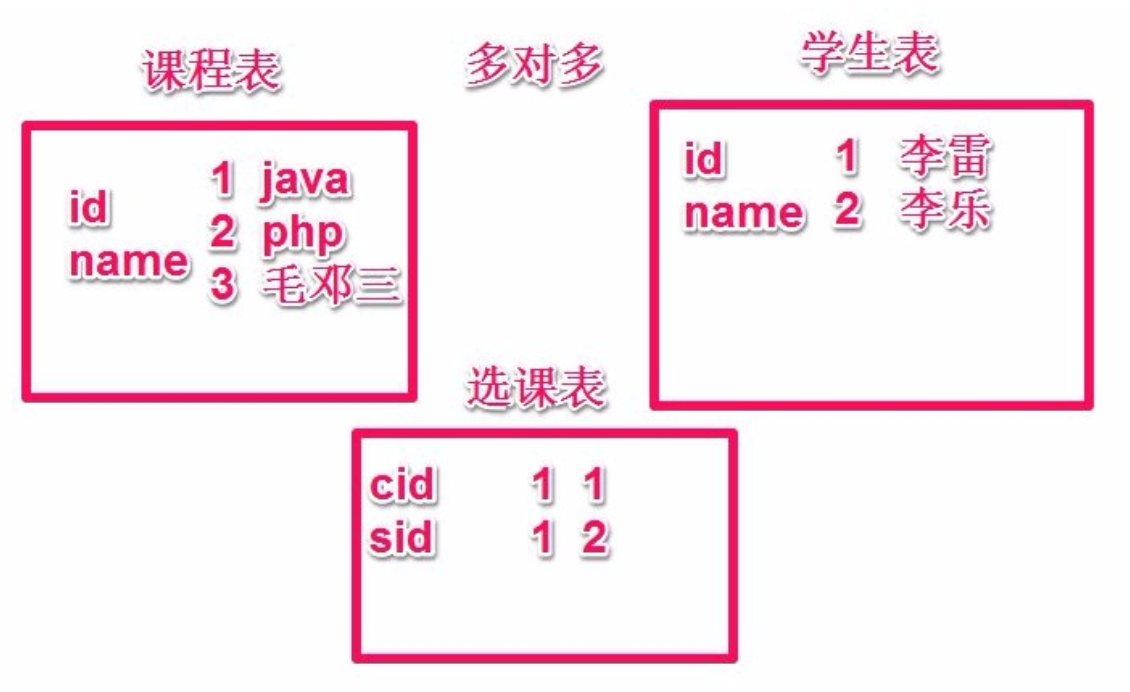 课程表
多对多
学生表
id
name
1 java
2 php
3 毛邓三
id 1 李雷
name 2 李乐
选课表
cid 1 1
sid 1 2